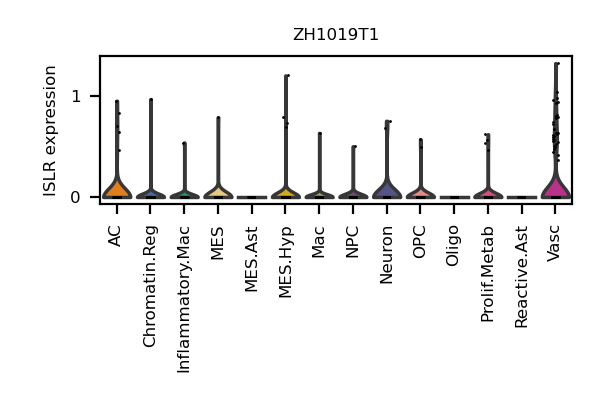 ZH1019T1
ISLR expression
1
0
AC
Chromatin.Reg
Inflammatory.Mac
MES
MES.Ast
MES.Hyp
Mac
NPC
Neuron
OPC
Oligo
Prolif.Metab
Reactive.Ast
Vasc